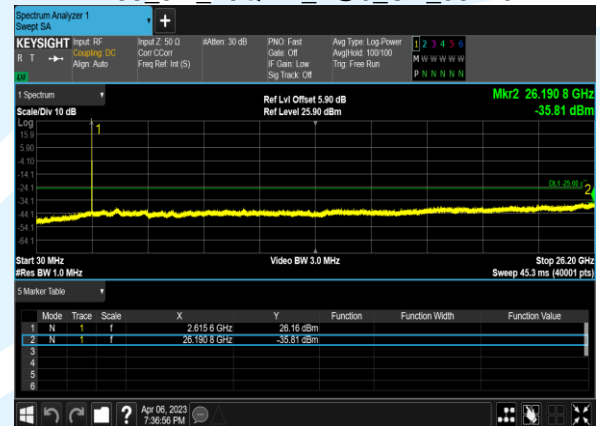 Spectrum Analyzer 1
Swept SA
+
KEYSIGHT
R T
LVI
Input: RF
Coupling: DC
Align: Auto
Input Z: 50 Ω
Corr CCorr
Freq Ref: Int (S)
#Atten: 30 dB
PNO: Fast
Gate: Off
IF Gain: Low
Sig Track: Off
Avg Type: Log-Power
Avg|Hold: 100/100
Trig: Free Run
1 2 3 4 5 6
M W W W W W
P N N N N N
1 Spectrum
Scale/Div 10 dB
Ref Lvl Offset 5.90 dB
Ref Level 25.90 dBm
Mkr2 26.190 8 GHz
-35.81 dBm
Log
15.9
5.90
-4.10
-14.1
-24.1
-34.1
-44.1
-54.1
-64.1
1
2
Start 30 MHz
#Res BW 1.0 MHz
Video BW 3.0 MHz
Stop 26.20 GHz
Sweep 45.3 ms (40001 pts)
5 Marker Table
Mode Trace Scale X Y Function Function Width Function Value
1 N 1 f 2.615 6 GHz 26.16 dBm
2 N 1 f 26.190 8 GHz -35.81 dBm
3
4
5
6
?
Apr 06, 2023
7:36:56 PM